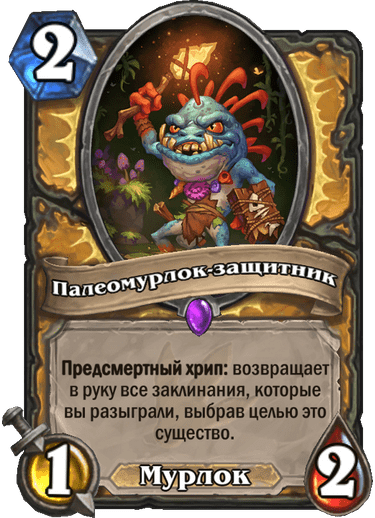 2
Палеомурлок-защитник
Предсмертный хрип: возвращает
в руку все заклинания, которые
вы разыграли, выбрав целью это
существо.
1
Мурлок
2